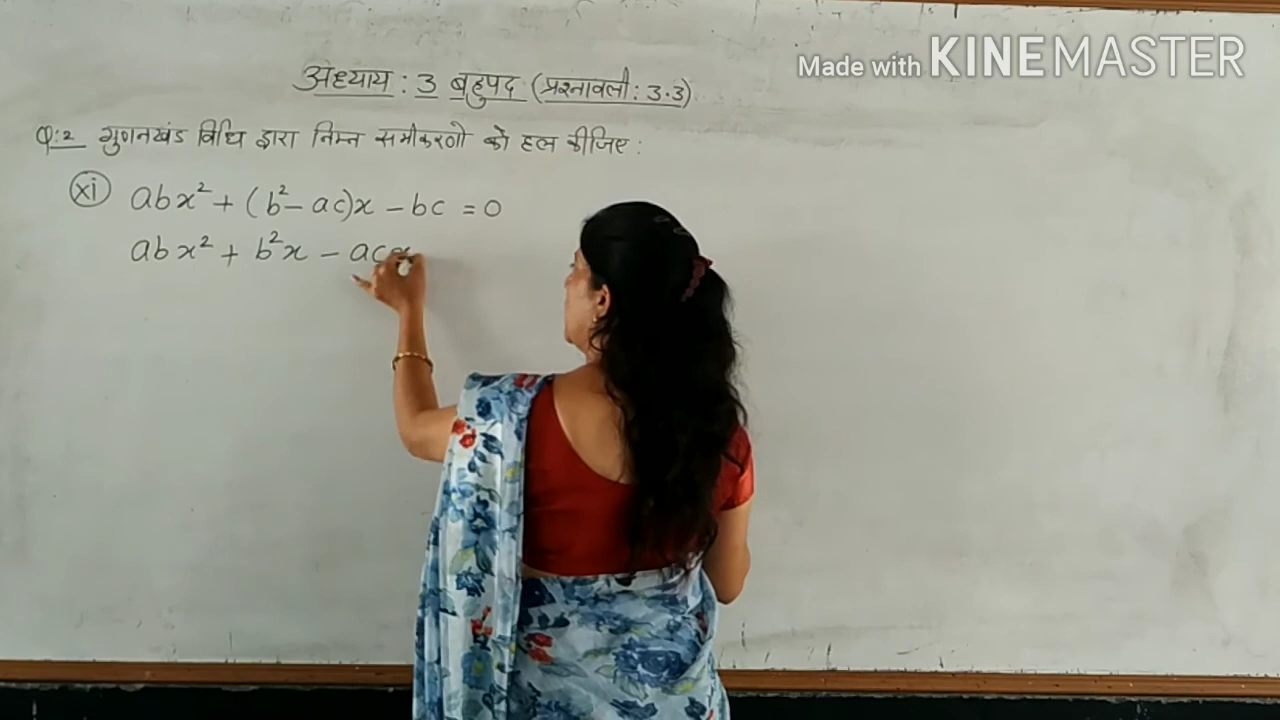 Made with KINEMASTER
अध्याय : 3 बहुपद (प्रश्नावली : 3.3)
Q:2 गुणनखंड विधि द्वारा निम्न समीकरणो को हल कीजिए :
(xi) abx² + (b² - ac)x - bc = 0
abx² + b²x - acx